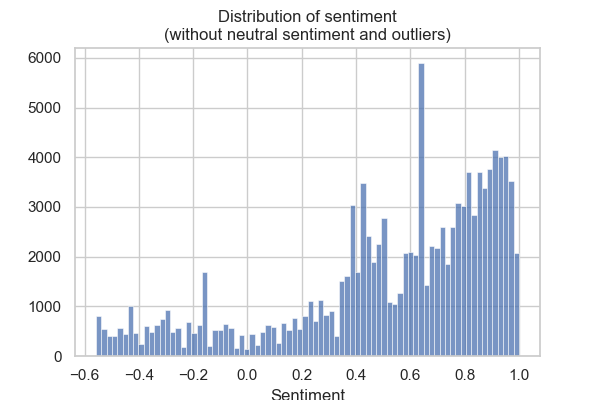 Distribution of sentiment
(without neutral sentiment and outliers)
6000
5000
4000
3000
2000
1000
0
−0.6 −0.4 −0.2 0.0 0.2 0.4 0.6 0.8 1.0
Sentiment